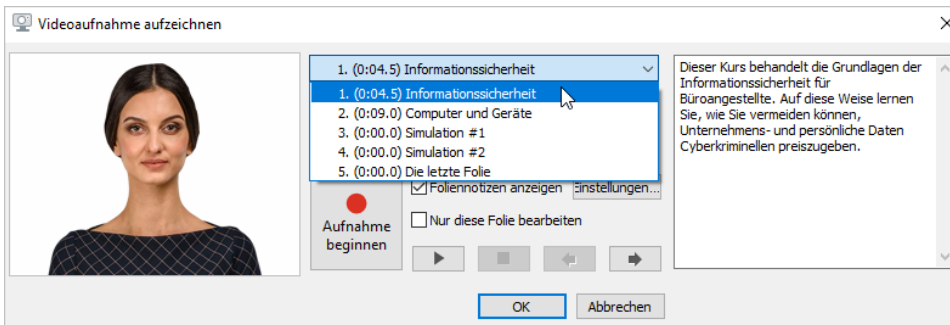 Videoaufnahme aufzeichnen
1. (0:04.5) Informationssicherheit
1. (0:04.5) Informationssicherheit
2. (0:09.0) Computer und Geräte
3. (0:00.0) Simulation #1
4. (0:00.0) Simulation #2
5. (0:00.0) Die letzte Folie
Foliennotizen anzeigen
Einstellungen...
Nur diese Folie bearbeiten
Aufnahme
beginnen
OK
Abbrechen
Dieser Kurs behandelt die Grundlagen der
Informationssicherheit für
Büroangestellte. Auf diese Weise lernen
Sie, wie Sie vermeiden können,
Unternehmens- und persönliche Daten
Cyberkriminellen preiszugeben.